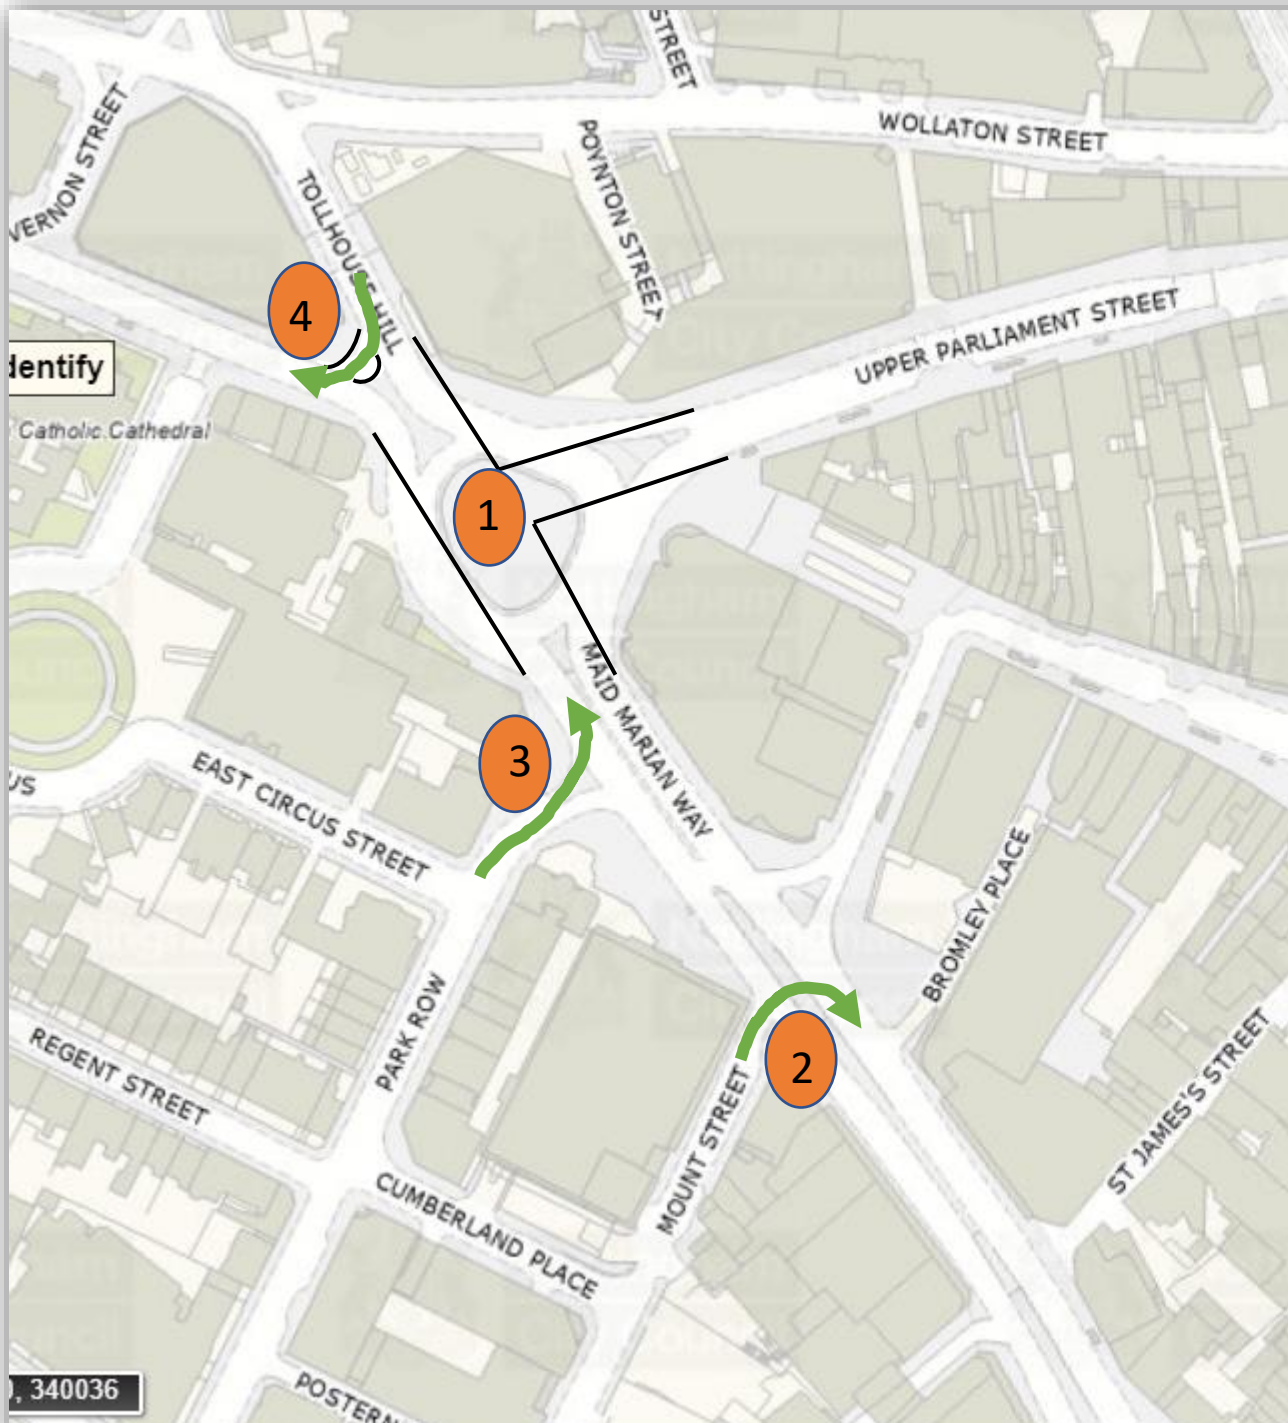 STREET
WOLLATON STREET
VERNON STREET
POYNTON STREET
TOLLHOUSE HILL
4
UPPER PARLIAMENT STREET
dentify
Catholic Cathedral
1
MAID MARIAN WAY
3
EAST CIRCUS STREET
US
BROMLEY PLACE
PARK ROW
2
REGENT STREET
MOUNT STREET
ST JAMES'S STREET
CUMBERLAND PLACE
, 340036
POSTERN